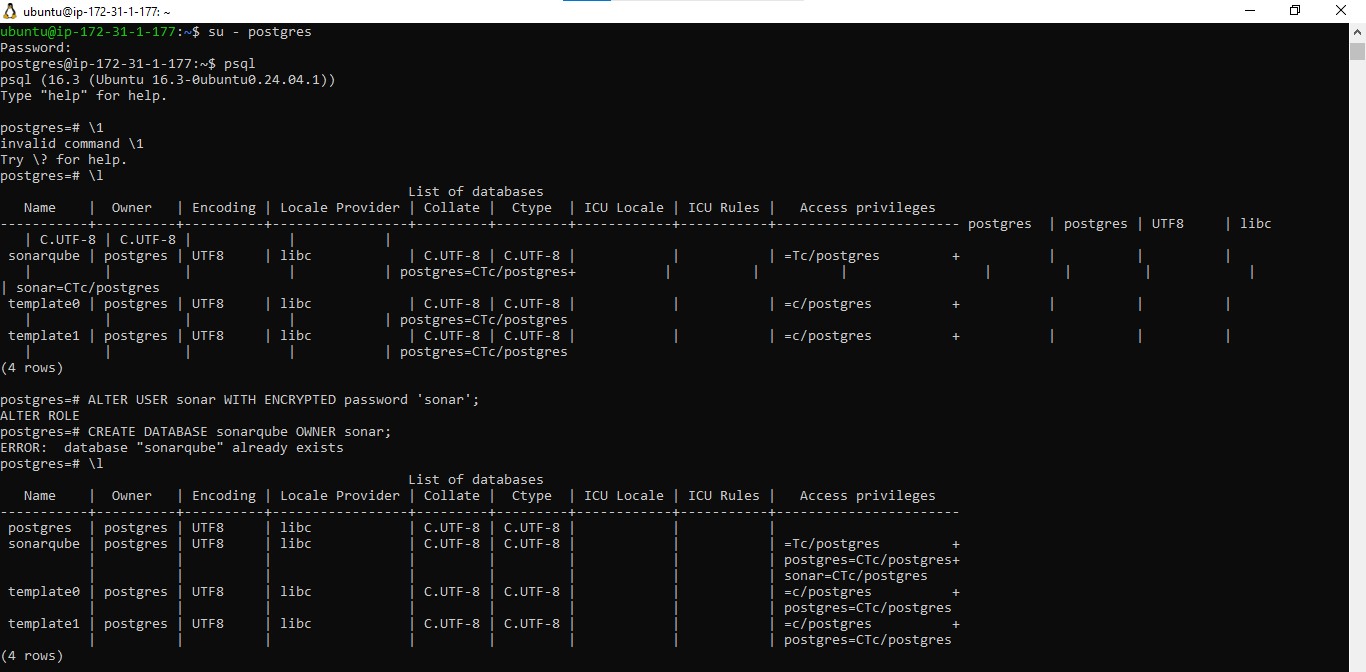 ubuntu@ip-172-31-1-177: ~
ubuntu@ip-172-31-1-177:~$ su - postgres
Password:
postgres@ip-172-31-1-177:~$ psql
psql (16.3 (Ubuntu 16.3-0ubuntu0.24.04.1))
Type "help" for help.

postgres=# \1
invalid command \1
Try \? for help.
postgres=# \l
                                                   List of databases
   Name    |  Owner   | Encoding | Locale Provider | Collate |  Ctype  | ICU Locale | ICU Rules |   Access privileges
-----------+----------+----------+-----------------+---------+---------+------------+-----------+----------------------- postgres  | postgres | UTF8     | libc
   | C.UTF-8 | C.UTF-8 |            |           |
 sonarqube | postgres | UTF8     | libc            | C.UTF-8 | C.UTF-8 |            |           | =Tc/postgres         +           |          |          |
   |         |         |            |           | postgres=CTc/postgres+           |          |          |                 |         |         |            |
| sonar=CTc/postgres
 template0 | postgres | UTF8     | libc            | C.UTF-8 | C.UTF-8 |            |           | =c/postgres          +           |          |          |
   |         |         |            |           | postgres=CTc/postgres
 template1 | postgres | UTF8     | libc            | C.UTF-8 | C.UTF-8 |            |           | =c/postgres          +           |          |          |
   |         |         |            |           | postgres=CTc/postgres
(4 rows)

postgres=# ALTER USER sonar WITH ENCRYPTED password 'sonar';
ALTER ROLE
postgres=# CREATE DATABASE sonarqube OWNER sonar;
ERROR:  database "sonarqube" already exists
postgres=# \l
                                                   List of databases
   Name    |  Owner   | Encoding | Locale Provider | Collate |  Ctype  | ICU Locale | ICU Rules |   Access privileges
-----------+----------+----------+-----------------+---------+---------+------------+-----------+-----------------------
 postgres  | postgres | UTF8     | libc            | C.UTF-8 | C.UTF-8 |            |           |
 sonarqube | postgres | UTF8     | libc            | C.UTF-8 | C.UTF-8 |            |           | =Tc/postgres         +
           |          |          |                 |         |         |            |           | postgres=CTc/postgres+
           |          |          |                 |         |         |            |           | sonar=CTc/postgres
 template0 | postgres | UTF8     | libc            | C.UTF-8 | C.UTF-8 |            |           | =c/postgres          +
           |          |          |                 |         |         |            |           | postgres=CTc/postgres
 template1 | postgres | UTF8     | libc            | C.UTF-8 | C.UTF-8 |            |           | =c/postgres          +
           |          |          |                 |         |         |            |           | postgres=CTc/postgres
(4 rows)